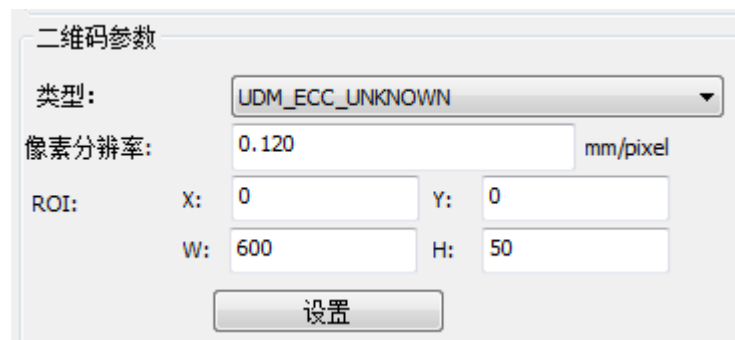 二维码参数
类型: UDM_ECC_UNKNOWN
像素分辨率: 0.120 mm/pixel
ROI: X: 0 Y: 0
W: 600 H: 50
设置